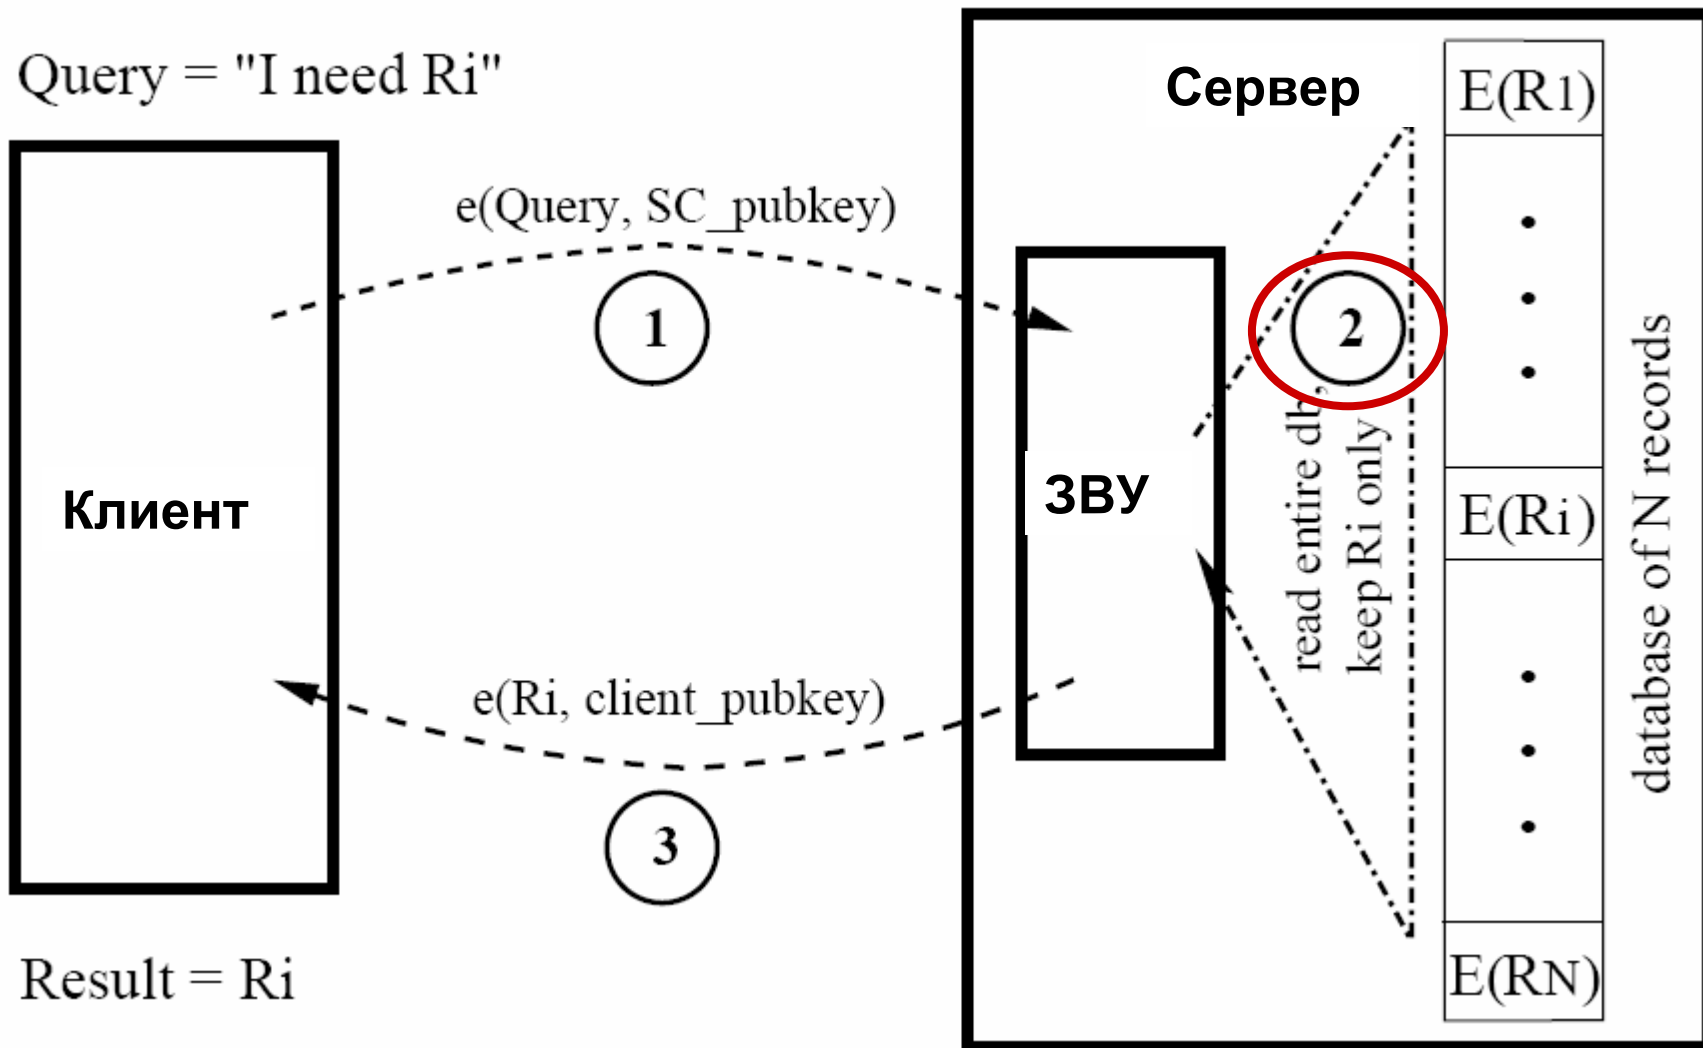 Query = "I need Ri"
Сервер
E(R1)
e(Query, SC_pubkey)
1
2
Клиент
ЗВУ
read entire db,
keep Ri only
E(Ri)
database of N records
e(Ri, client_pubkey)
3
Result = Ri
E(RN)